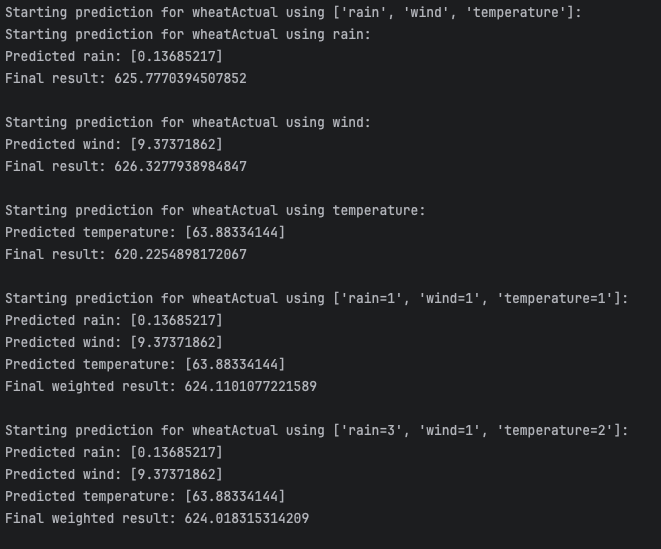 Starting prediction for wheatActual using ['rain', 'wind', 'temperature']:
Starting prediction for wheatActual using rain:
Predicted rain: [0.13685217]
Final result: 625.7770394507852
Starting prediction for wheatActual using wind:
Predicted wind: [9.37371862]
Final result: 626.3277938984847
Starting prediction for wheatActual using temperature:
Predicted temperature: [63.88334144]
Final result: 620.2254898172067
Starting prediction for wheatActual using ['rain=1', 'wind=1', 'temperature=1']:
Predicted rain: [0.13685217]
Predicted wind: [9.37371862]
Predicted temperature: [63.88334144]
Final weighted result: 624.1101077221589
Starting prediction for wheatActual using ['rain=3', 'wind=1', 'temperature=2']:
Predicted rain: [0.13685217]
Predicted wind: [9.37371862]
Predicted temperature: [63.88334144]
Final weighted result: 624.018315314209